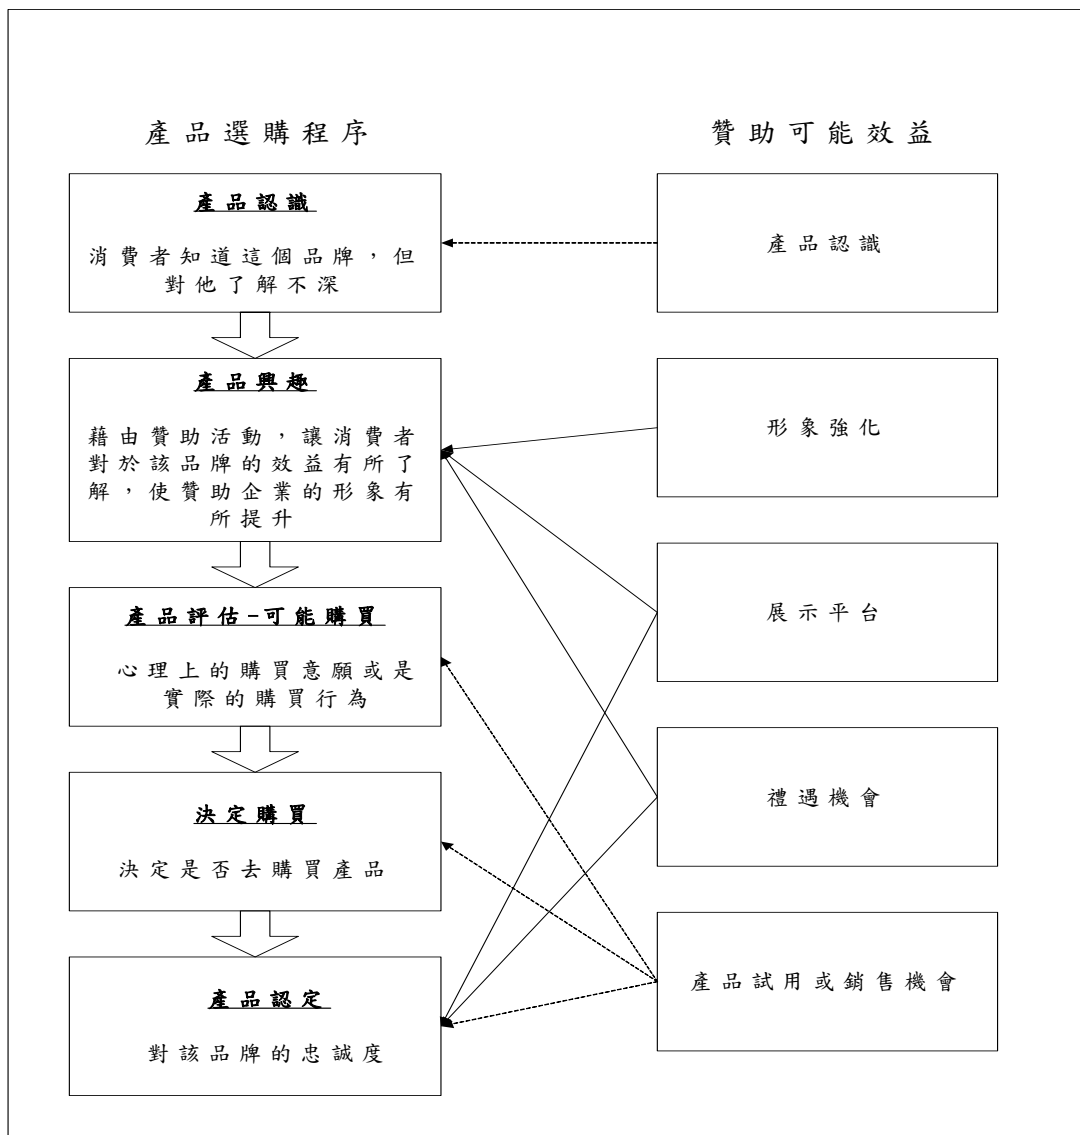 產品選購程序
贊助可能效益
產品認識
消費者知道這個品牌，但
對他了解不深
產品認識
產品興趣
藉由贊助活動，讓消費者
對於該品牌的效益有所了
解，使贊助企業的形象有
所提升
形象強化
產品評估-可能購買
心理上的購買意願或是
實際的購買行為
展示平台
決定購買
決定是否去購買產品
禮遇機會
產品認定
對該品牌的忠誠度
產品試用或銷售機會